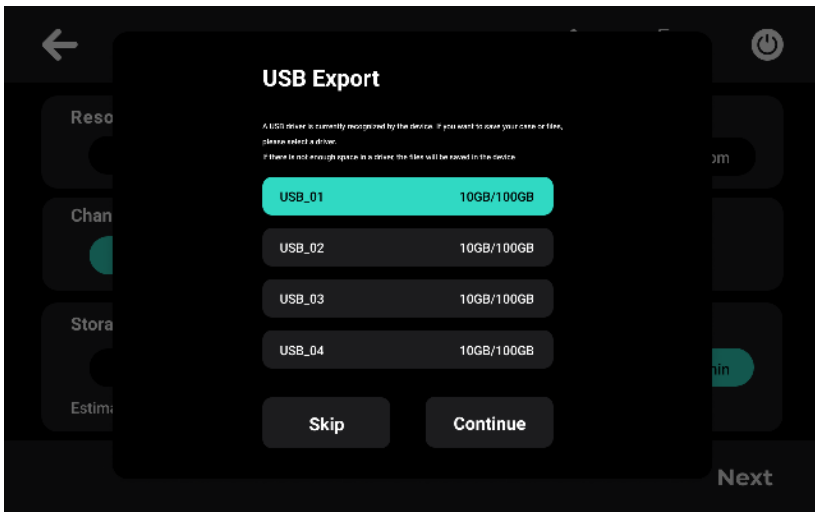 USB Export
A USB driver is currently recognized by the device. If you want to save your case or files,
please select a driver.
If there is not enough space in a driver, the files will be saved in the device
USB_01 10GB/100GB
USB_02 10GB/100GB
USB_03 10GB/100GB
USB_04 10GB/100GB
Skip Continue
Reso
om
Chan
Stora
min
Estima
Next